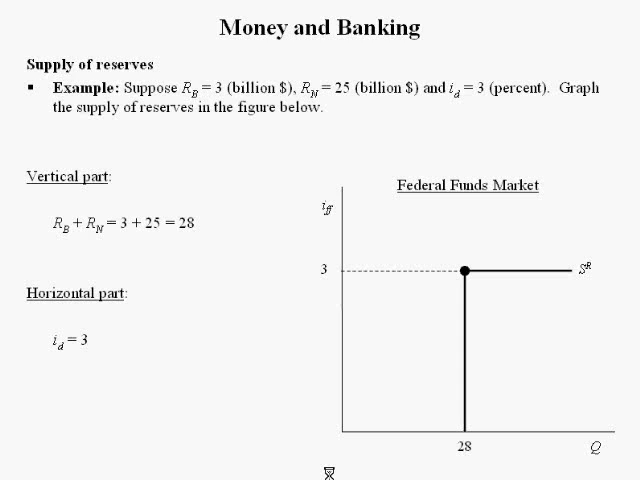 Money and Banking
Supply of reserves
▪ Example: Suppose R_B = 3 (billion $), R_N = 25 (billion $) and i_d = 3 (percent). Graph
the supply of reserves in the figure below.
Vertical part:
R_B + R_N = 3 + 25 = 28
Horizontal part:
i_d = 3
Federal Funds Market
i_ff
3
S^R
28
Q